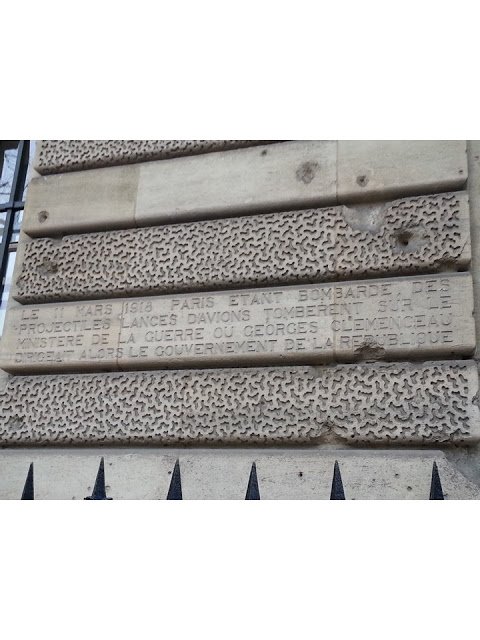 LE 11 MARS 1918 PARIS ETANT BOMBARDE, DES
PROJECTILES LANCES D'AVIONS TOMBERENT SUR LE
MINISTERE DE LA GUERRE OU GEORGES CLEMENCEAU
DIRIGEAIT ALORS LE GOUVERNEMENT DE LA REPUBLIQUE